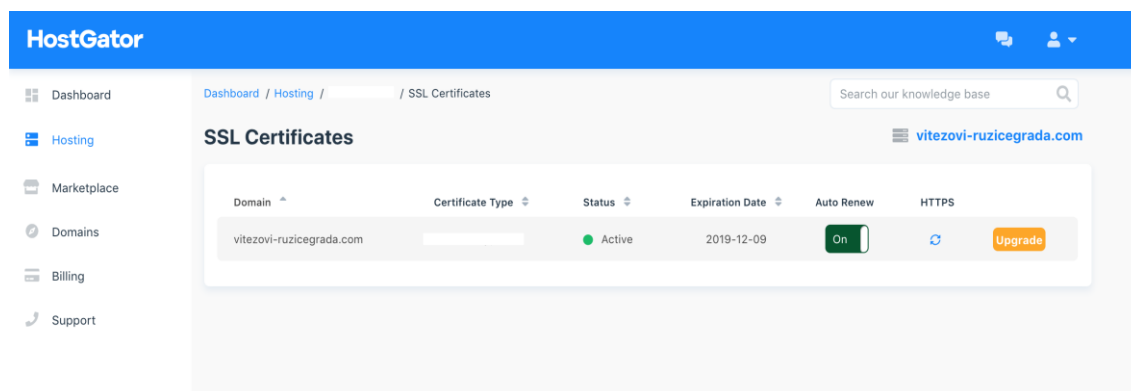 HostGator
Dashboard
Hosting
Marketplace
Domains
Billing
Support
Dashboard / Hosting / / SSL Certificates
Search our knowledge base
SSL Certificates
vitezovi-ruzicegrada.com
Domain Certificate Type Status Expiration Date Auto Renew HTTPS
vitezovi-ruzicegrada.com Active 2019-12-09 On Upgrade